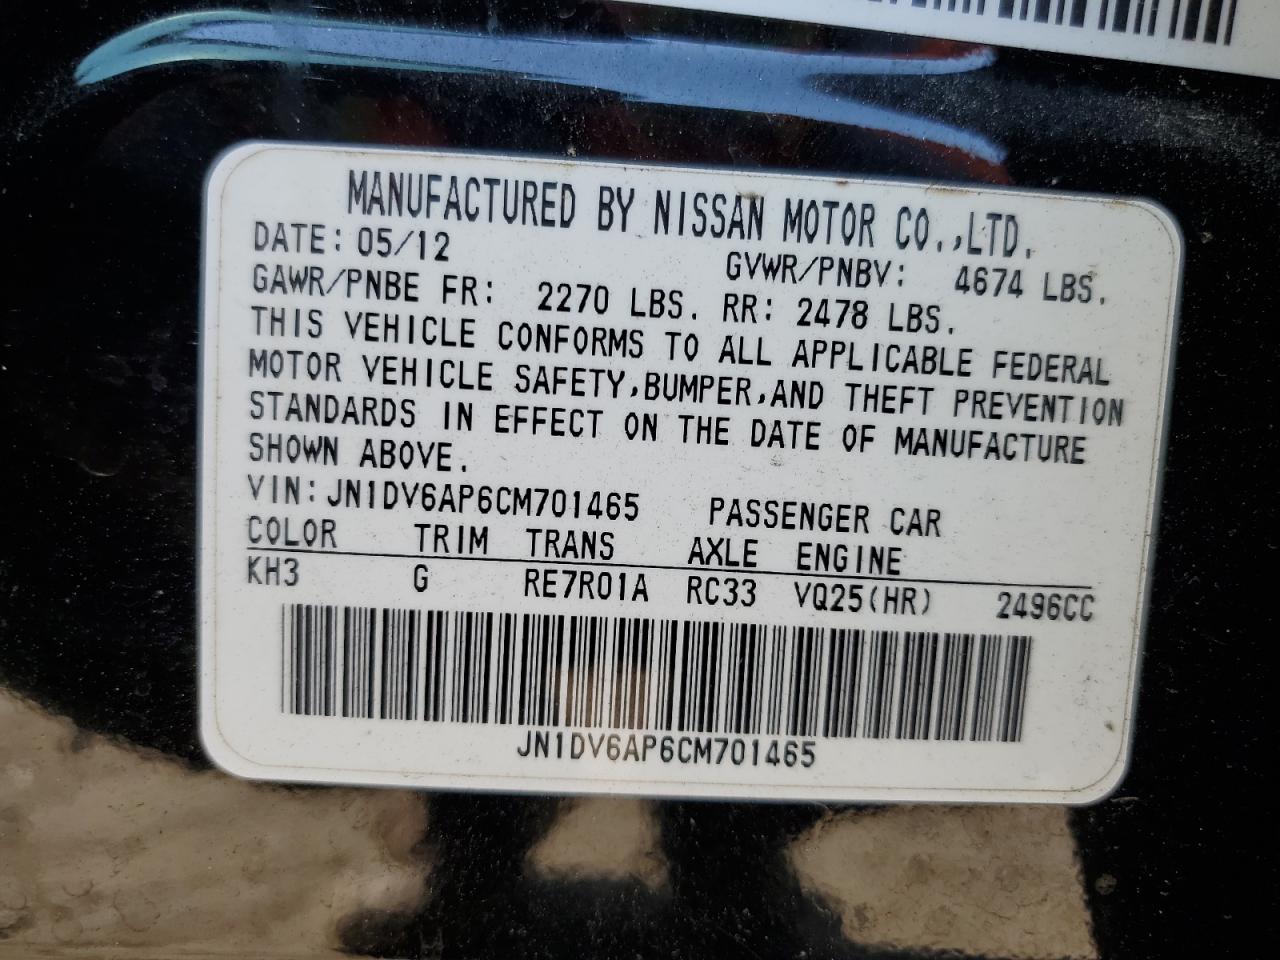 MANUFACTURED BY NISSAN MOTOR CO.,LTD.
DATE: 05/12 GVWR/PNBV: 4674 LBS.
GAWR/PNBE FR: 2270 LBS. RR: 2478 LBS.
THIS VEHICLE CONFORMS TO ALL APPLICABLE FEDERAL
MOTOR VEHICLE SAFETY,BUMPER,AND THEFT PREVENTION
STANDARDS IN EFFECT ON THE DATE OF MANUFACTURE
SHOWN ABOVE.
VIN: JN1DV6AP6CM701465 PASSENGER CAR
COLOR TRIM TRANS AXLE ENGINE
KH3 G RE7R01A RC33 VQ25(HR) 2496CC
JN1DV6AP6CM701465